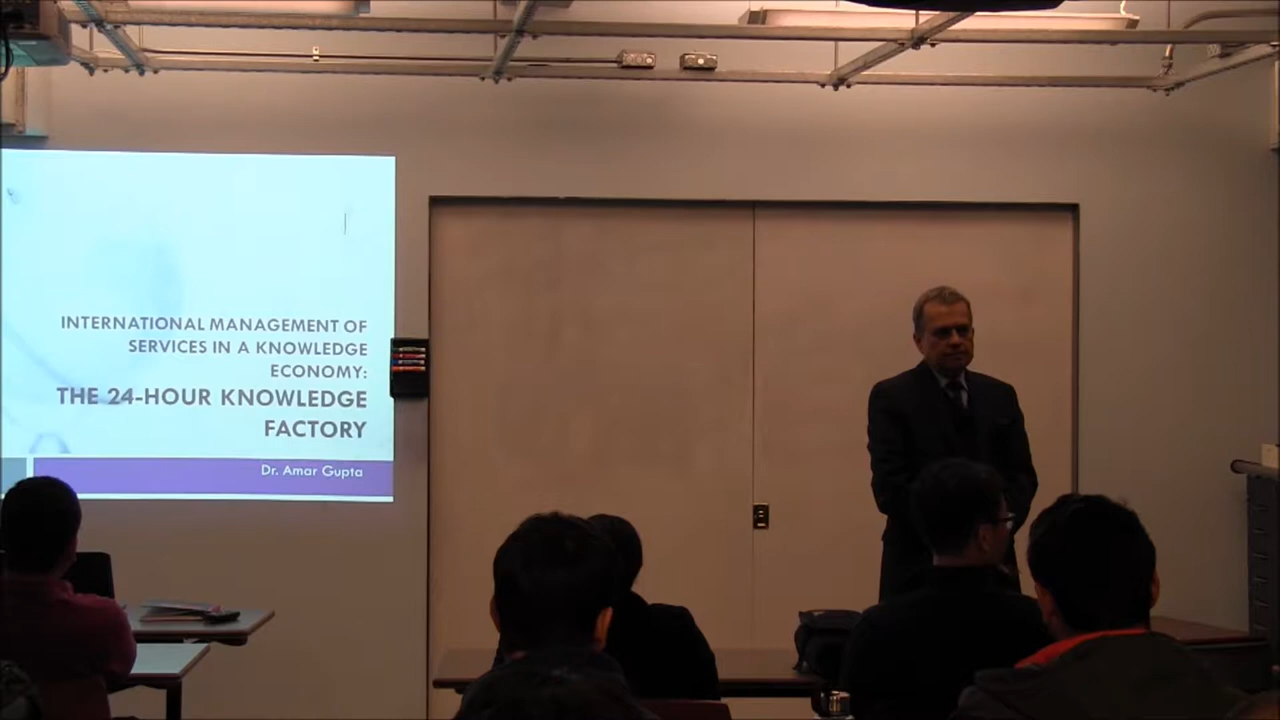 INTERNATIONAL MANAGEMENT OF
SERVICES IN A KNOWLEDGE
ECONOMY:
THE 24-HOUR KNOWLEDGE
FACTORY
Dr. Amar Gupta